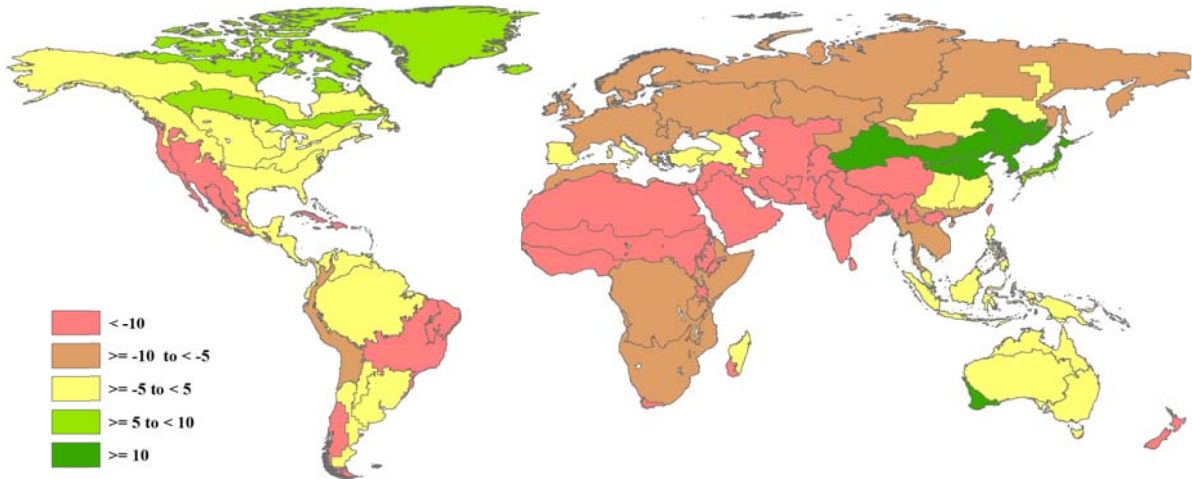 < -10
>= -10 to < -5
>= -5 to < 5
>= 5 to < 10
>= 10